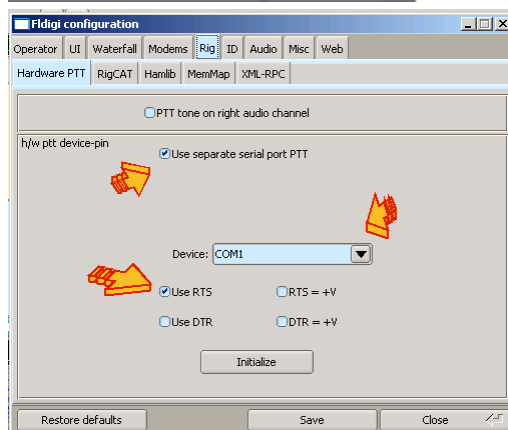 Fldigi configuration
Operator UI Waterfall Modems Rig ID Audio Misc Web
Hardware PTT RigCAT Hamlib MemMap XML-RPC
PTT tone on right audio channel
h/w ptt device-pin
Use separate serial port PTT
Device: COM1
Use RTS RTS = +V
Use DTR DTR = +V
Initialize
Restore defaults Save Close